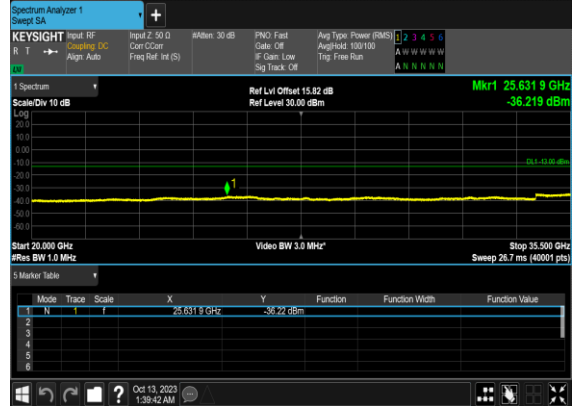 Spectrum Analyzer 1
Swept SA
KEYSIGHT
R T
Input: RF
Coupling: DC
Align: Auto
Input Z: 50 Ω
Corr CCorr
Freq Ref: Int (S)
#Atten: 30 dB
PNO: Fast
Gate: Off
IF Gain: Low
Sig Track: Off
Avg Type: Power (RMS)
Avg|Hold: 100/100
Trig: Free Run
1 2 3 4 5 6
A W W W W W
A N N N N N
1 Spectrum
Scale/Div 10 dB
Ref Lvl Offset 15.82 dB
Ref Level 30.00 dBm
Mkr1 25.631 9 GHz
-36.219 dBm
Log
20.0
10.0
0.00
-10.0
DL1 -13.00 dBm
-20.0
-30.0
1
-40.0
-50.0
-60.0
Start 20.000 GHz
#Res BW 1.0 MHz
Video BW 3.0 MHz*
Stop 35.500 GHz
Sweep 26.7 ms (40001 pts)
5 Marker Table
Mode Trace Scale X Y Function Function Width Function Value
1 N 1 f 25.631 9 GHz -36.22 dBm
2
3
4
5
6
? Oct 13, 2023
1:39:42 AM